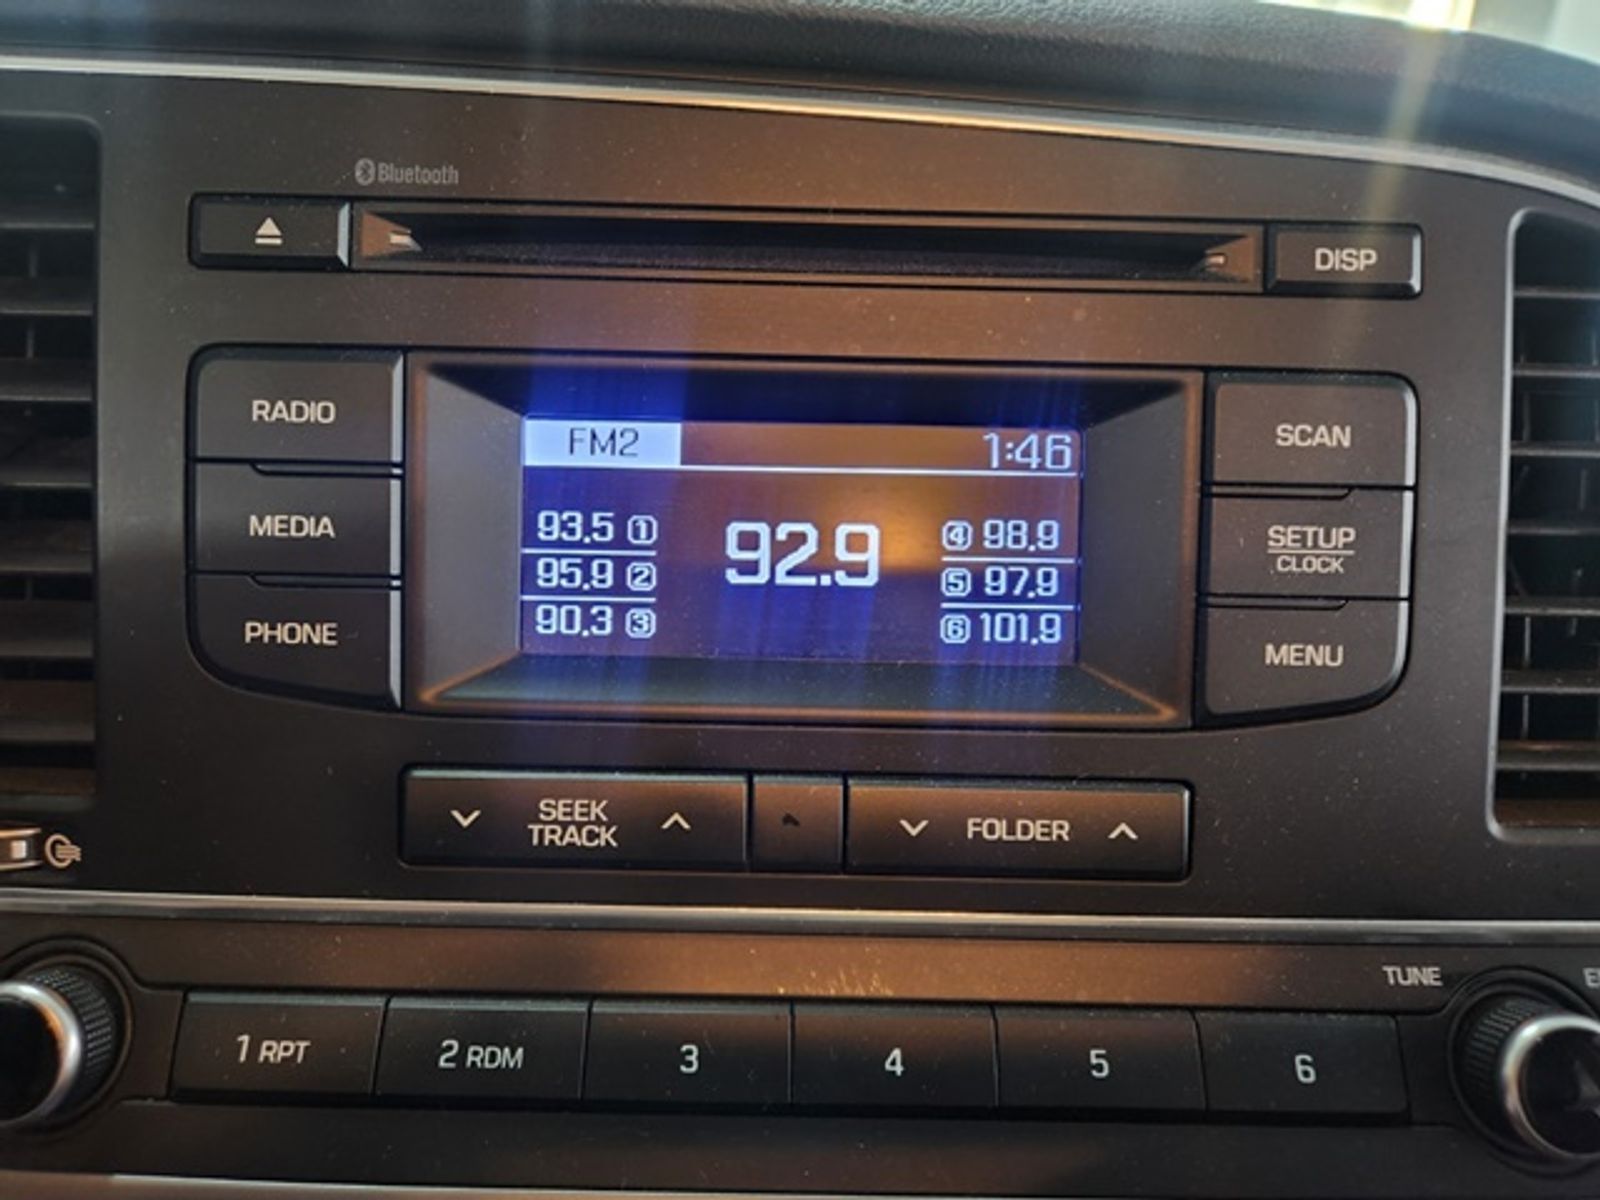 Bluetooth
DISP
RADIO
MEDIA
PHONE
FM2
1:46
93.5 1
95.9 2
90.3 3
92.9
4 98.9
5 97.9
6 101.9
SCAN
SETUP
CLOCK
MENU
SEEK
TRACK
FOLDER
TUNE
1 RPT
2 RDM
3
4
5
6